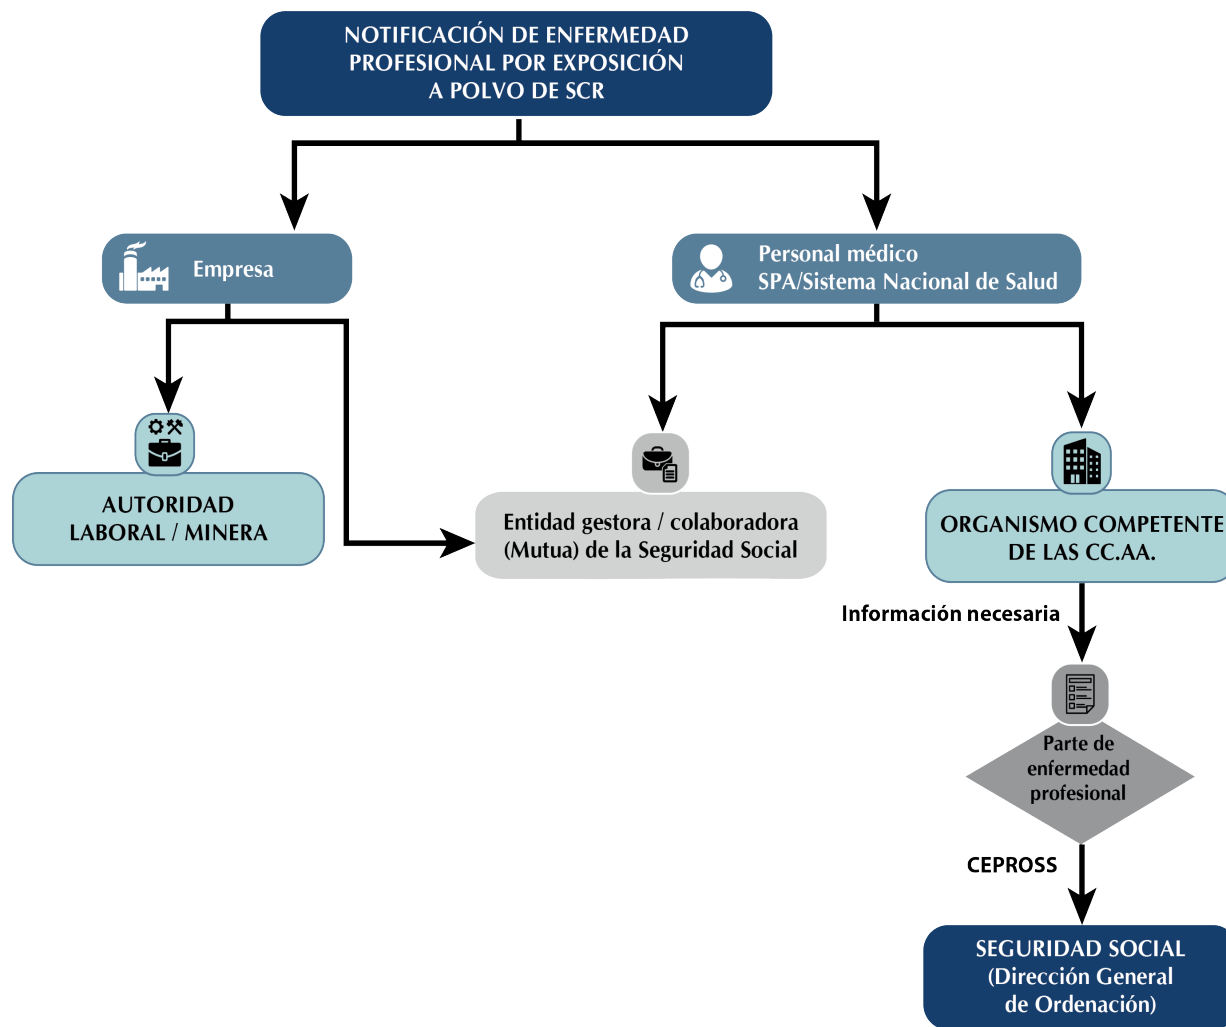 NOTIFICACIÓN DE ENFERMEDAD
PROFESIONAL POR EXPOSICIÓN
A POLVO DE SCR
Empresa
Personal médico
SPA/Sistema Nacional de Salud
AUTORIDAD
LABORAL / MINERA
Entidad gestora / colaboradora
(Mutua) de la Seguridad Social
ORGANISMO COMPETENTE
DE LAS CC.AA.
Información necesaria
Parte de
enfermedad
profesional
CEPROSS
SEGURIDAD SOCIAL
(Dirección General
de Ordenación)